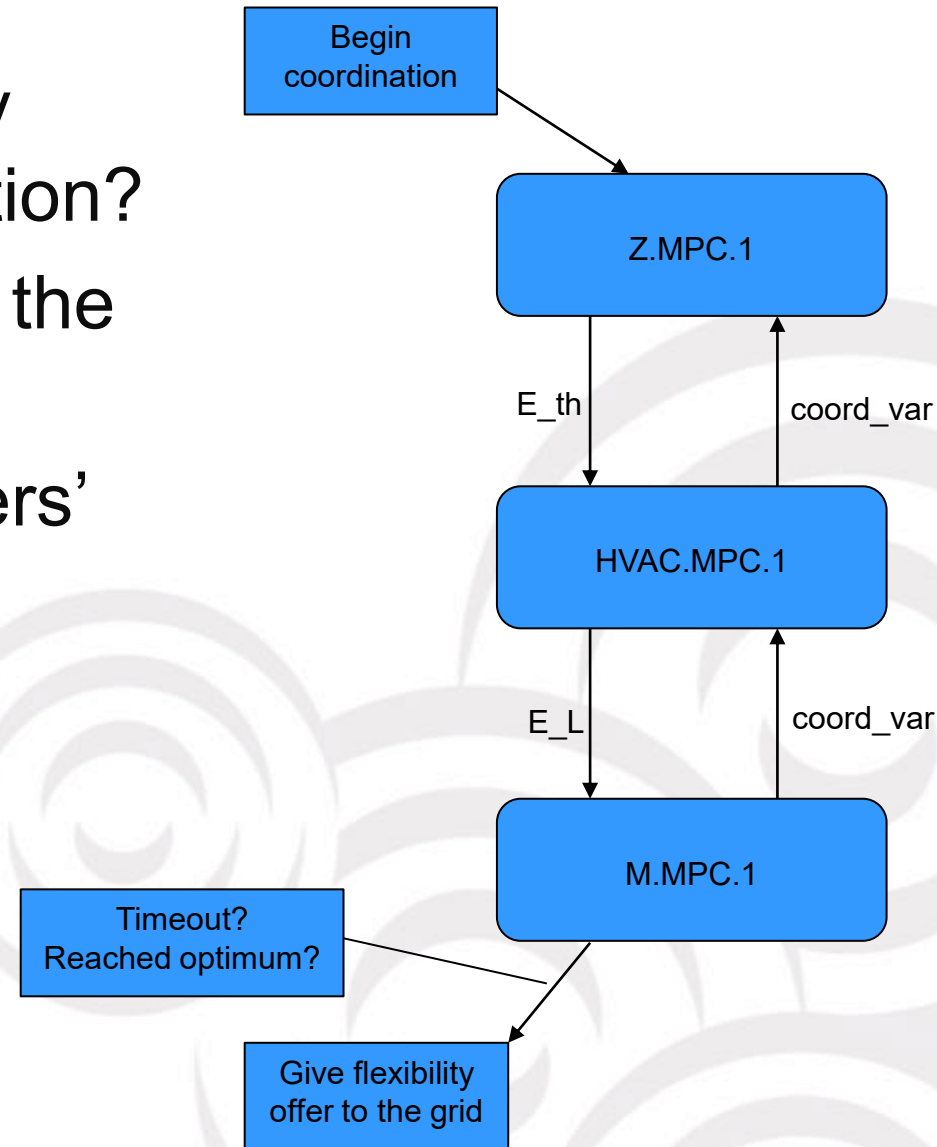 tion?
the
ers’
Begin
coordination
Z.MPC.1
E_th
coord_var
HVAC.MPC.1
E_L
coord_var
M.MPC.1
Timeout?
Reached optimum?
Give flexibility
offer to the grid